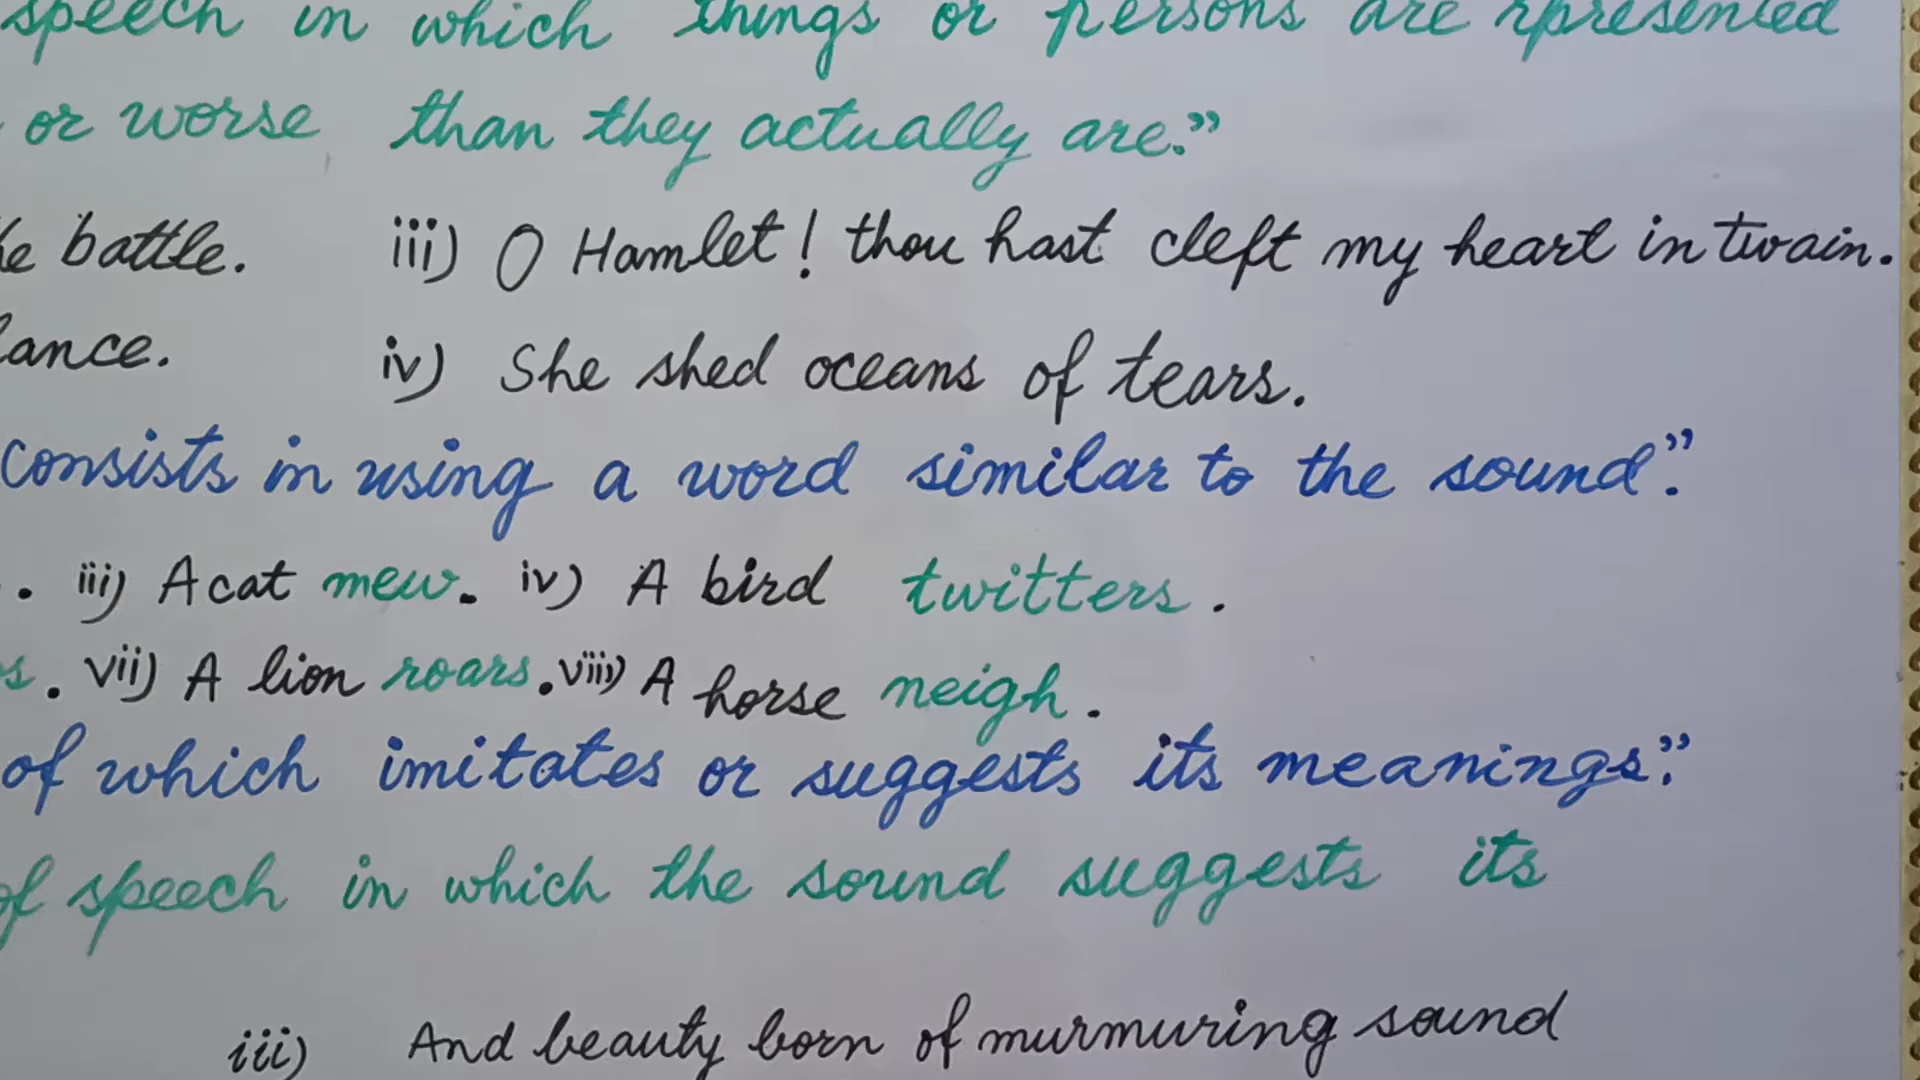 speech in which things or persons are rpresented
or worse than they actually are."
battle. iii) O Hamlet! thou hast cleft my heart in twain.
iv) She shed oceans of tears.
consists in using a word similar to the sound".
. iii) A cat mew. iv) A bird twitters.
s. vii) A lion roars. viii) A horse neigh.
of which imitates or suggests its meanings."
of speech in which the sound suggests its
iii) And beauty born of murmuring sound